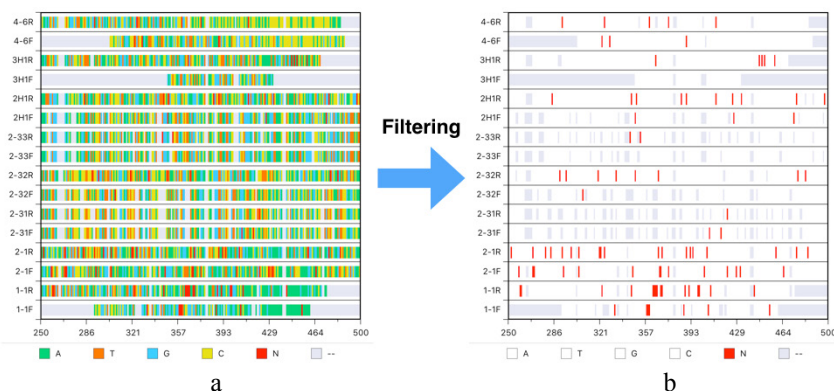 4-6R
4-6F
3H1R
3H1F
2H1R
2H1F
2-33R
2-33F
2-32R
2-32F
2-31R
2-31F
2-1R
2-1F
1-1R
1-1F
250 286 321 357 393 429 464 500
A T G C N --
a
Filtering
4-6R
4-6F
3H1R
3H1F
2H1R
2H1F
2-33R
2-33F
2-32R
2-32F
2-31R
2-31F
2-1R
2-1F
1-1R
1-1F
250 286 321 357 393 429 464 500
A T G C N --
b